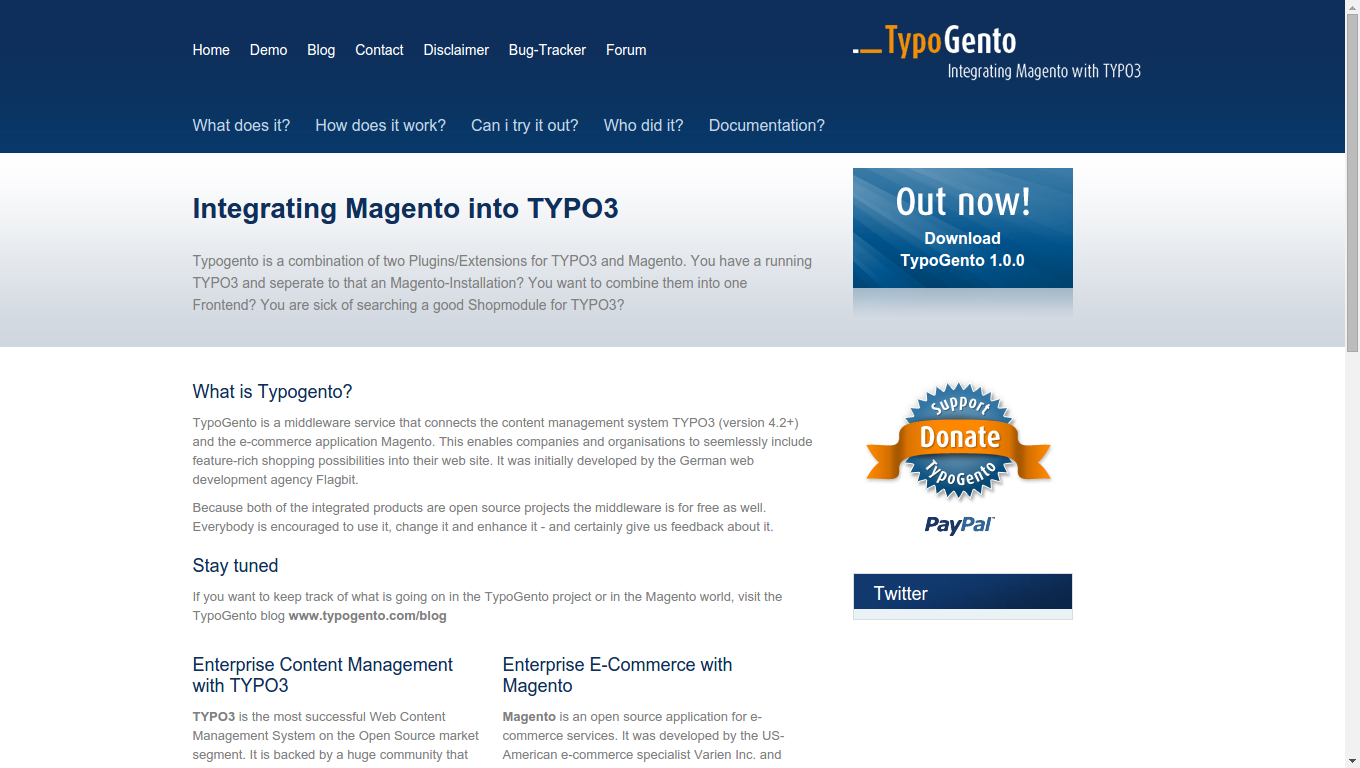 Home Demo Blog Contact Disclaimer Bug-Tracker Forum
TypoGento
Integrating Magento with TYPO3
What does it? How does it work? Can i try it out? Who did it? Documentation?
Integrating Magento into TYPO3
Typogento is a combination of two Plugins/Extensions for TYPO3 and Magento. You have a running
TYPO3 and seperate to that an Magento-Installation? You want to combine them into one
Frontend? You are sick of searching a good Shopmodule for TYPO3?
Out now!
Download
TypoGento 1.0.0
What is Typogento?
TypoGento is a middleware service that connects the content management system TYPO3 (version 4.2+)
and the e-commerce application Magento. This enables companies and organisations to seemlessly include
feature-rich shopping possibilities into their web site. It was initially developed by the German web
development agency Flagbit.
Because both of the integrated products are open source projects the middleware is for free as well.
Everybody is encouraged to use it, change it and enhance it - and certainly give us feedback about it.
Support
Donate
TypoGento
PayPal
Stay tuned
If you want to keep track of what is going on in the TypoGento project or in the Magento world, visit the
TypoGento blog www.typogento.com/blog
Twitter
Enterprise Content Management
with TYPO3
TYPO3 is the most successful Web Content
Management System on the Open Source market
segment. It is backed by a huge community that
Enterprise E-Commerce with
Magento
Magento is an open source application for e-
commerce services. It was developed by the US-
American e-commerce specialist Varien Inc. and